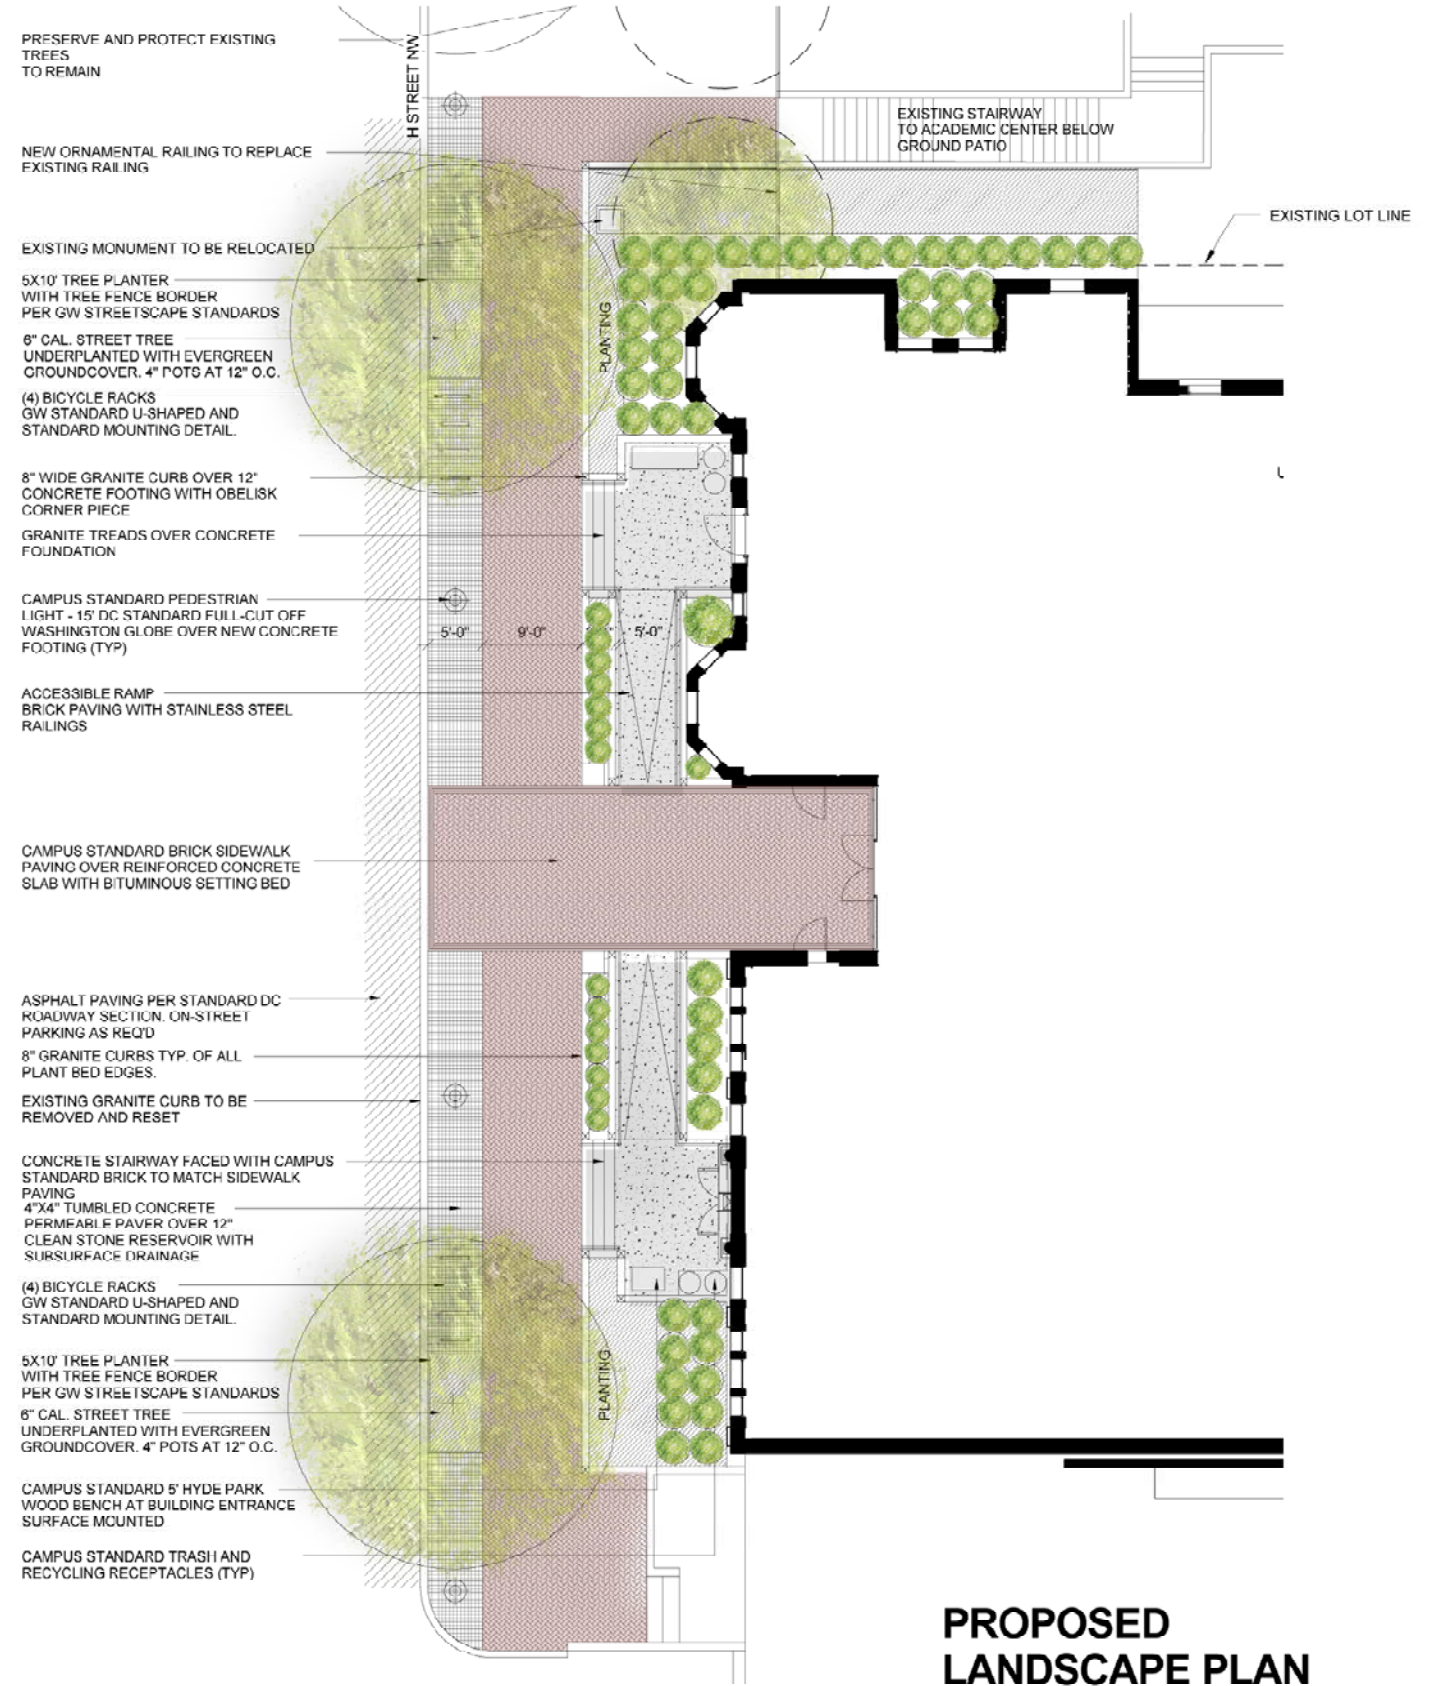 PRESERVE AND PROTECT EXISTING
TREES
TO REMAIN
H STREET NW
NEW ORNAMENTAL RAILING TO REPLACE
EXISTING RAILING
EXISTING STAIRWAY
TO ACADEMIC CENTER BELOW
GROUND PATIO
EXISTING LOT LINE
EXISTING MONUMENT TO BE RELOCATED
5X10' TREE PLANTER
WITH TREE FENCE BORDER
PER GW STREETSCAPE STANDARDS
6" CAL. STREET TREE
UNDERPLANTED WITH EVERGREEN
GROUNDCOVER. 4" POTS AT 12" O.C.
PLANTING
(4) BICYCLE RACKS
GW STANDARD U-SHAPED AND
STANDARD MOUNTING DETAIL.
8" WIDE GRANITE CURB OVER 12"
CONCRETE FOOTING WITH OBELISK
CORNER PIECE
GRANITE TREADS OVER CONCRETE
FOUNDATION
CAMPUS STANDARD PEDESTRIAN
LIGHT - 15' DC STANDARD FULL-CUT OFF
WASHINGTON GLOBE OVER NEW CONCRETE
FOOTING (TYP)
5'-0" 9'-0" 5'-0"
ACCESSIBLE RAMP
BRICK PAVING WITH STAINLESS STEEL
RAILINGS
CAMPUS STANDARD BRICK SIDEWALK
PAVING OVER REINFORCED CONCRETE
SLAB WITH BITUMINOUS SETTING BED
ASPHALT PAVING PER STANDARD DC
ROADWAY SECTION. ON-STREET
PARKING AS REQ'D
8" GRANITE CURBS TYP. OF ALL
PLANT BED EDGES.
EXISTING GRANITE CURB TO BE
REMOVED AND RESET
CONCRETE STAIRWAY FACED WITH CAMPUS
STANDARD BRICK TO MATCH SIDEWALK
PAVING
4"X4" TUMBLED CONCRETE
PERMEABLE PAVER OVER 12"
CLEAN STONE RESERVOIR WITH
SUBSURFACE DRAINAGE
(4) BICYCLE RACKS
GW STANDARD U-SHAPED AND
STANDARD MOUNTING DETAIL.
5X10' TREE PLANTER
WITH TREE FENCE BORDER
PER GW STREETSCAPE STANDARDS
PLANTING
6" CAL. STREET TREE
UNDERPLANTED WITH EVERGREEN
GROUNDCOVER. 4" POTS AT 12" O.C.
CAMPUS STANDARD 5' HYDE PARK
WOOD BENCH AT BUILDING ENTRANCE
SURFACE MOUNTED
CAMPUS STANDARD TRASH AND
RECYCLING RECEPTACLES (TYP)
PROPOSED
LANDSCAPE PLAN